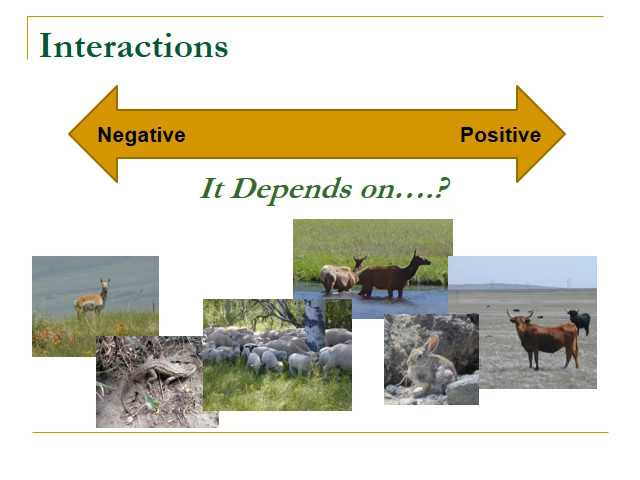 Interactions
Negative Positive
It Depends on....?